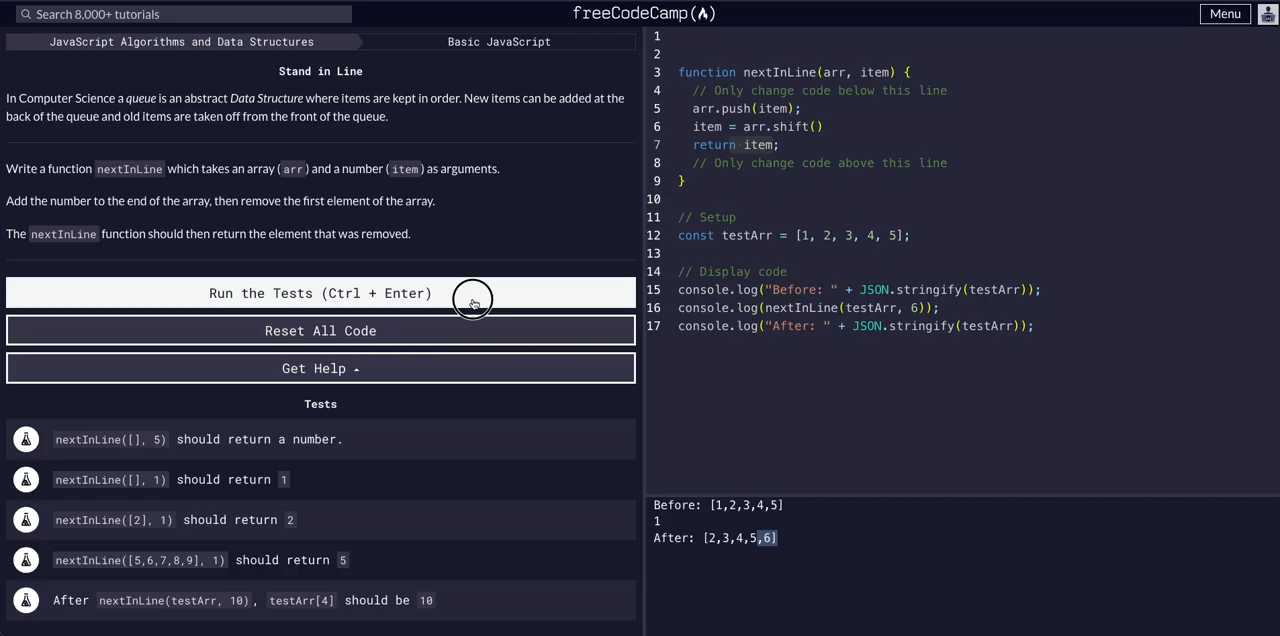 Search 8,000+ tutorials
freeCodeCamp
Menu
JavaScript Algorithms and Data Structures
Basic JavaScript
Stand in Line
In Computer Science a queue is an abstract Data Structure where items are kept in order. New items can be added at the
back of the queue and old items are taken off from the front of the queue.
Write a function nextInLine which takes an array (arr) and a number (item) as arguments.
Add the number to the end of the array, then remove the first element of the array.
The nextInLine function should then return the element that was removed.
Run the Tests (Ctrl + Enter)
Reset All Code
Get Help
Tests
nextInLine([], 5) should return a number.
nextInLine([], 1) should return 1
nextInLine([2], 1) should return 2
nextInLine([5,6,7,8,9], 1) should return 5
After nextInLine(testArr, 10), testArr[4] should be 10
1
2
3 function nextInLine(arr, item) {
4 // Only change code below this line
5 arr.push(item);
6 item = arr.shift()
7 return item;
8 // Only change code above this line
9 }
10
11 // Setup
12 const testArr = [1, 2, 3, 4, 5];
13
14 // Display code
15 console.log("Before: " + JSON.stringify(testArr));
16 console.log(nextInLine(testArr, 6));
17 console.log("After: " + JSON.stringify(testArr));
Before: [1,2,3,4,5]
1
After: [2,3,4,5,6]